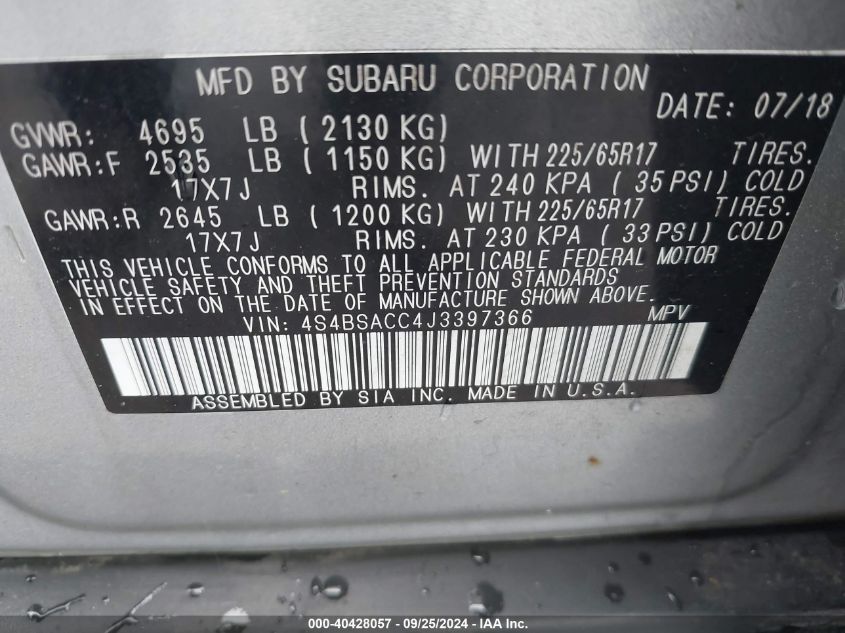 MFD BY SUBARU CORPORATION
DATE: 07/18
GVWR: 4695 LB ( 2130 KG)
GAWR:F 2535 LB ( 1150 KG) WITH 225/65R17 TIRES.
17X7J RIMS. AT 240 KPA ( 35 PSI) COLD
GAWR:R 2645 LB ( 1200 KG) WITH 225/65R17 TIRES.
17X7J RIMS. AT 230 KPA ( 33 PSI) COLD
THIS VEHICLE CONFORMS TO ALL APPLICABLE FEDERAL MOTOR
VEHICLE SAFETY AND THEFT PREVENTION STANDARDS
IN EFFECT ON THE DATE OF MANUFACTURE SHOWN ABOVE.
VIN: 4S4BSACC4J3397366 MPV
ASSEMBLED BY SIA INC. MADE IN U.S.A.
000-40428057 - 09/25/2024 - IAA Inc.